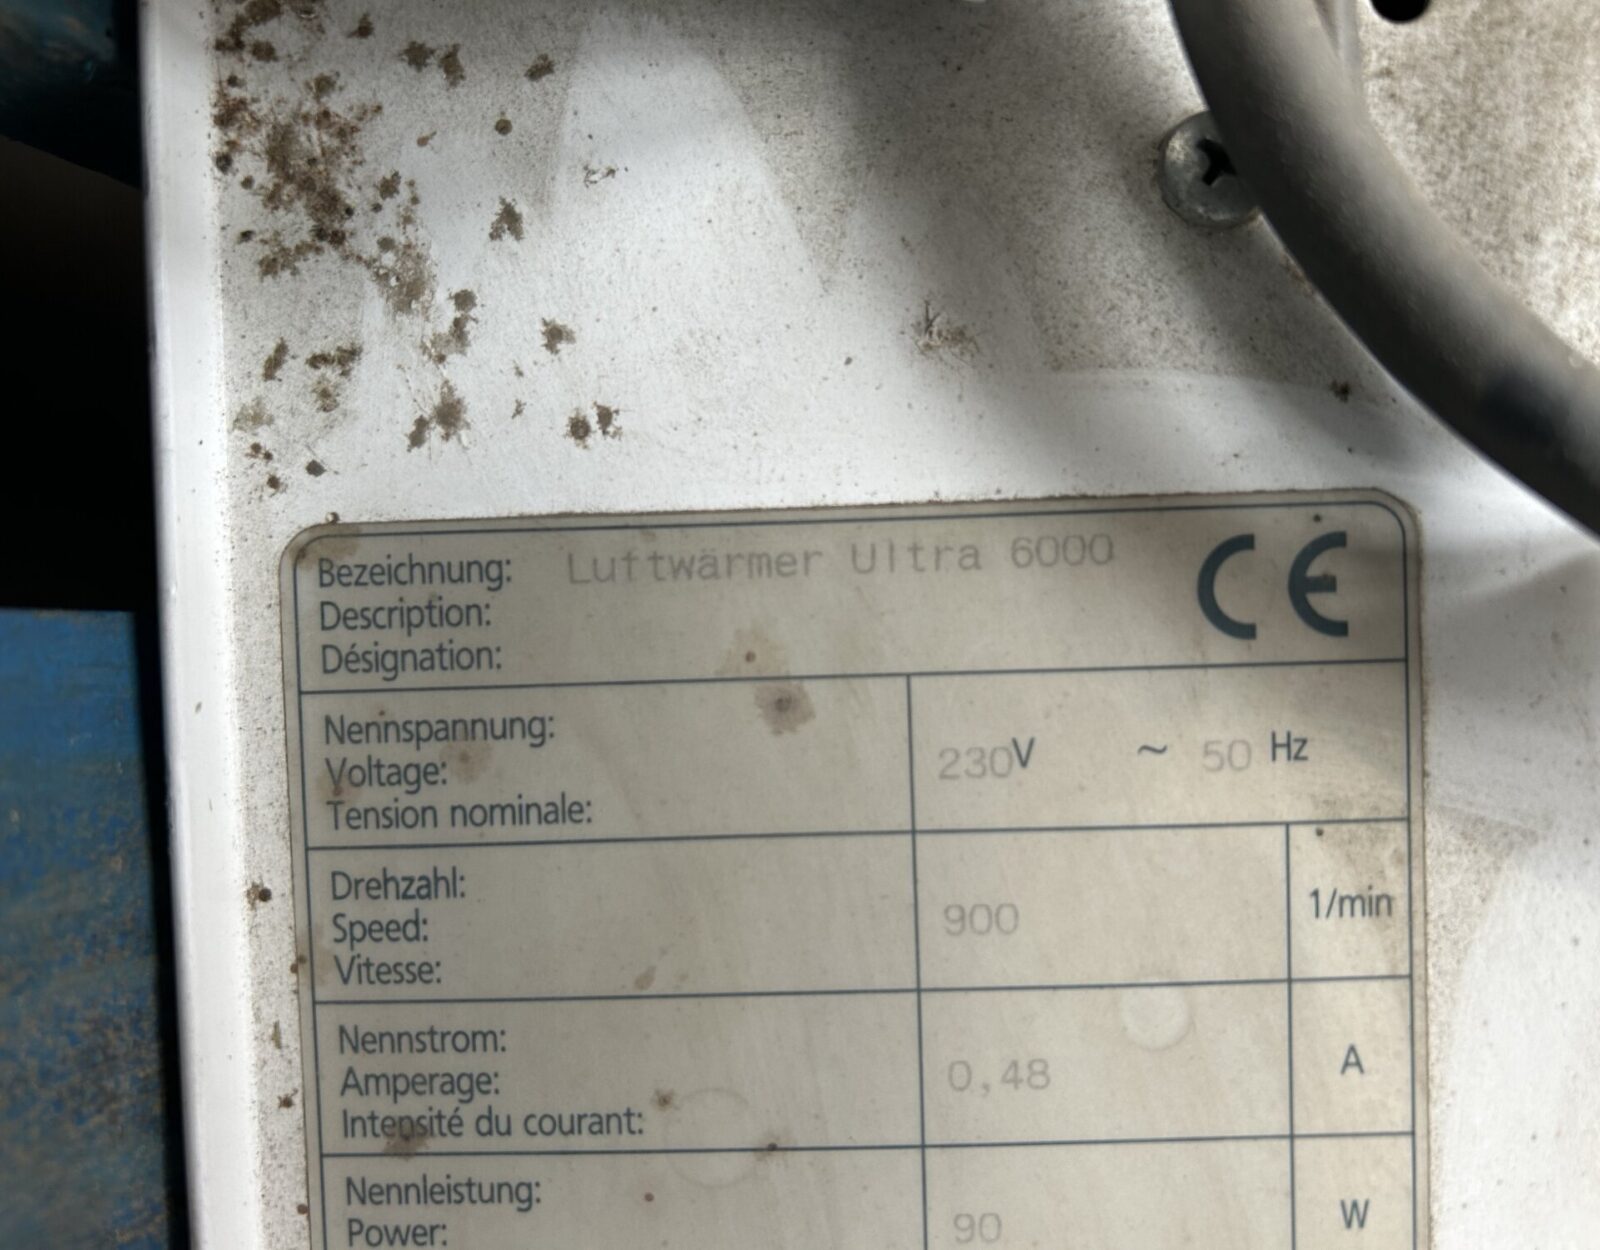 Bezeichnung: Luftwärmer Ultra 6000 CE
Description:
Désignation:
Nennspannung:
Voltage: 230V ~ 50 Hz
Tension nominale:
Drehzahl:
Speed: 900 1/min
Vitesse:
Nennstrom:
Amperage: 0,48 A
Intensité du courant:
Nennleistung:
Power: 90 W